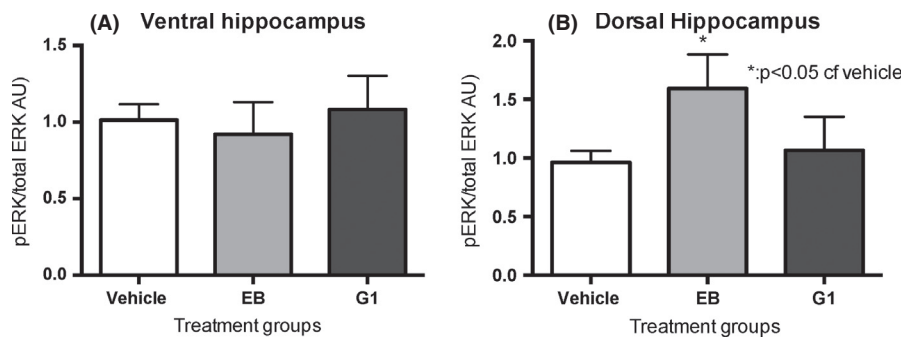 (A) Ventral hippocampus
1.5
1.0
0.5
0.0
pERK/total ERK AU)
Vehicle EB G1
Treatment groups
(B) Dorsal Hippocampus
2.0
1.5
1.0
0.5
0.0
pERK/total ERK AU)
*
*:p<0.05 cf vehicle
Vehicle EB G1
Treatment groups